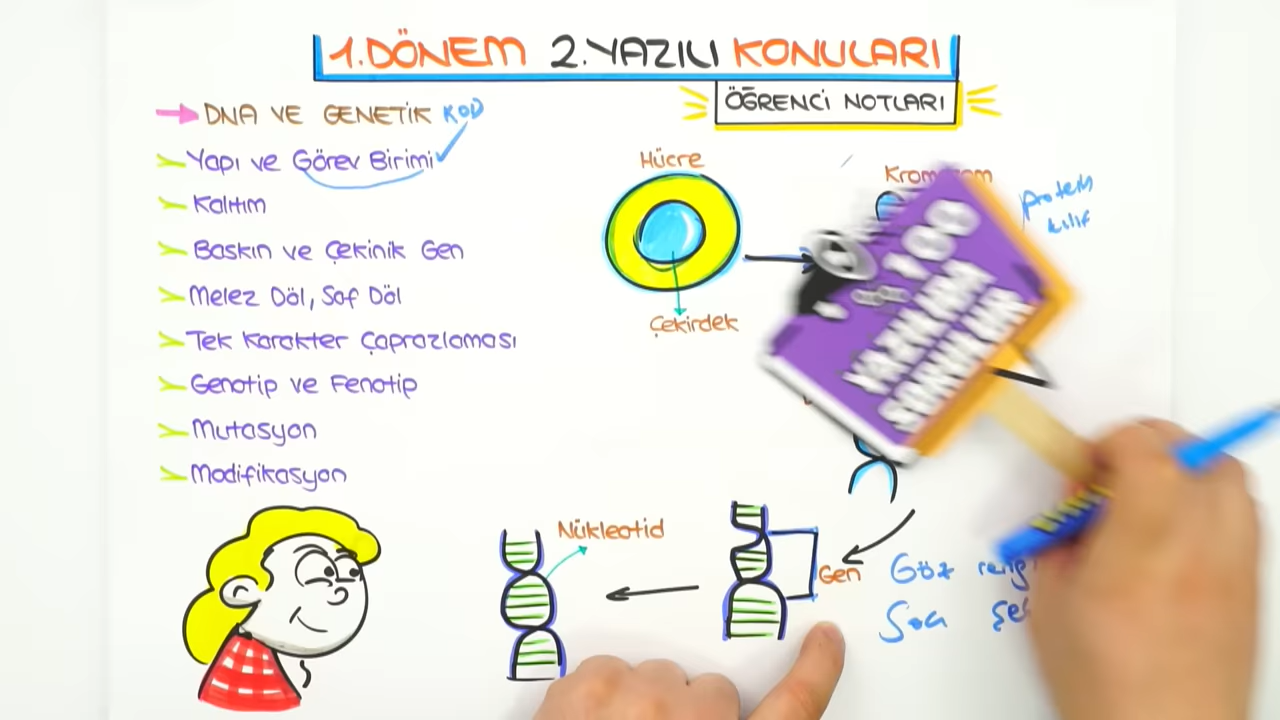 1.DÖNEM 2.YAZILI KONULARI
ÖĞRENCİ NOTLARI
DNA VE GENETİK KOD
Yapı ve Görev Birimi
Kalıtım
Baskın ve Çekinik Gen
Melez Döl, Saf Döl
Tek Karakter Çaprazlaması
Genotip ve Fenotip
Mutasyon
Modifikasyon
Hücre
Çekirdek
Protein
kılıf
100
Nükleotid
Gen
Göz